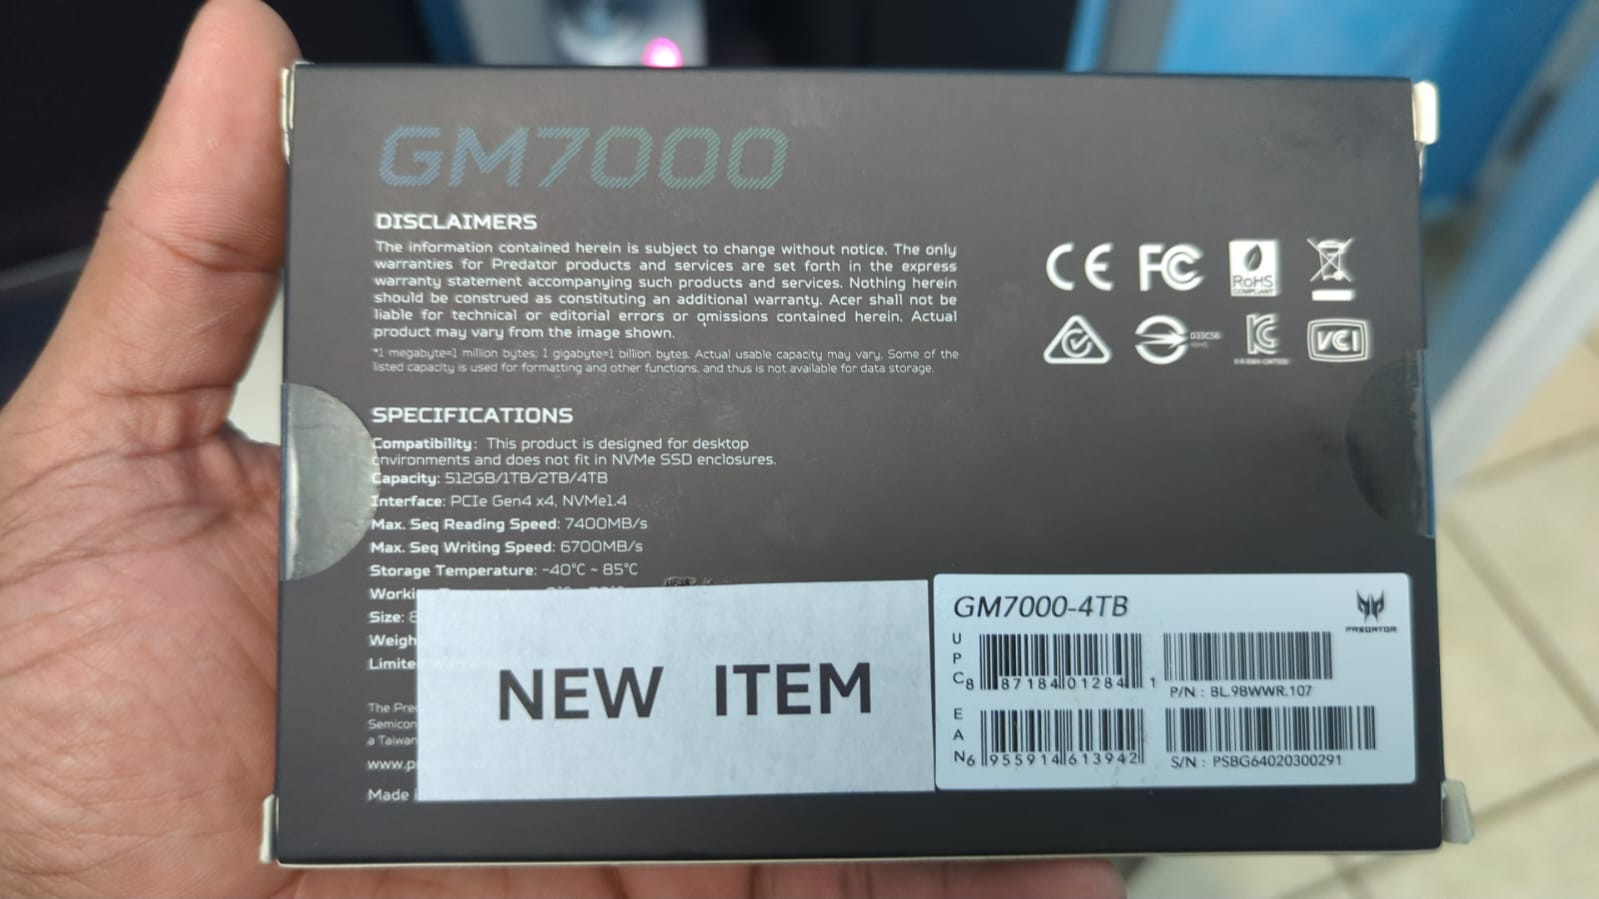 GM7000
DISCLAIMERS
The information contained herein is subject to change without notice. The only
warranties for Predator products and services are set forth in the express
warranty statement accompanying such products and services. Nothing herein
should be construed as constituting an additional warranty. Acer shall not be
liable for technical or editorial errors or omissions contained herein. Actual
product may vary from the image shown.
*1 megabyte=1 million bytes; 1 gigabyte=1 billion bytes. Actual usable capacity may vary. Some of the
listed capacity is used for formatting and other functions, and thus is not available for data storage.
CE FC RoHS
COMPLIANT
VCI
SPECIFICATIONS
Compatibility: This product is designed for desktop
environments and does not fit in NVMe SSD enclosures.
Capacity: 512GB/1TB/2TB/4TB
Interface: PCIe Gen4 x4, NVMe1.4
Max. Seq Reading Speed: 7400MB/s
Max. Seq Writing Speed: 6700MB/s
Storage Temperature: -40°C ~ 85°C
Worki
Size: 8
Weigh
Limite
The Pre
Semicon
a Taiwan
www.p
Made i
NEW ITEM
GM7000-4TB
PREDATOR
UPC
8 87184 01284 1
P/N : BL.9BWWR.107
EAN
6 955914 613942
S/N : PSBG64020300291